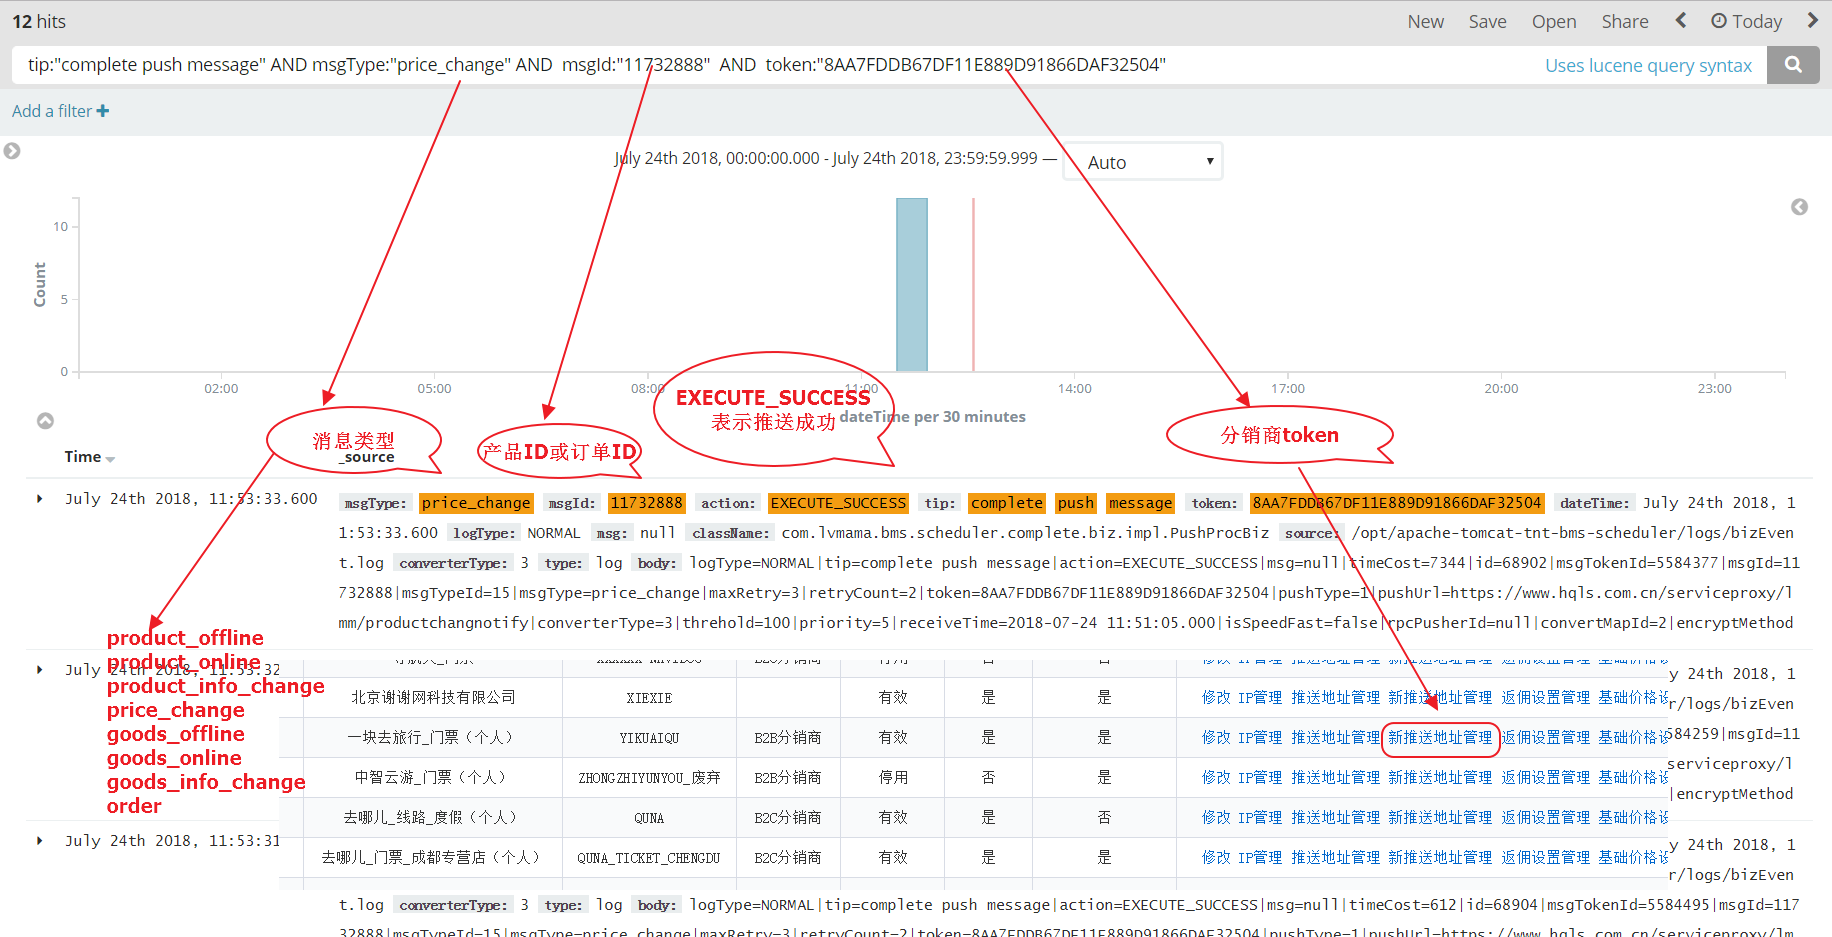 12 hits
New Save Open Share Today
tip:"complete push message" AND msgType:"price_change" AND msgId:"11732888" AND token:"8AA7FDDB67DF11E889D91866DAF32504"
Uses lucene query syntax
Add a filter
July 24th 2018, 00:00:00.000 - July 24th 2018, 23:59:59.999 — Auto
Count
10
5
0
02:00 05:00 08:00 11:00 14:00 17:00 20:00 23:00
dateTime per 30 minutes
EXECUTE_SUCCESS
表示推送成功
消息类型
产品ID或订单ID
分销商token
Time _source
July 24th 2018, 11:53:33.600
msgType: price_change msgId: 11732888 action: EXECUTE_SUCCESS tip: complete push message token: 8AA7FDDB67DF11E889D91866DAF32504 dateTime: July 24th 2018, 1
1:53:33.600 logType: NORMAL msg: null className: com.lvmama.bms.scheduler.complete.biz.impl.PushProcBiz source: /opt/apache-tomcat-tnt-bms-scheduler/logs/bizEven
t.log converterType: 3 type: log body: logType=NORMAL|tip=complete push message|action=EXECUTE_SUCCESS|msg=null|timeCost=7344|id=68902|msgTokenId=5584377|msgId=11
732888|msgTypeId=15|msgType=price_change|maxRetry=3|retryCount=2|token=8AA7FDDB67DF11E889D91866DAF32504|pushType=1|pushUrl=https://www.hqls.com.cn/serviceproxy/l
mm/productchangnotify|converterType=3|threhold=100|priority=5|receiveTime=2018-07-24 11:51:05.000|isSpeedFast=false|rpcPusherId=null|convertMapId=2|encryptMethod
product_offline
product_online
product_info_change
price_change
goods_offline
goods_online
goods_info_change
order
July 24th 2018, 11:53:32
y 24th 2018, 1
r/logs/bizEven
584259|msgId=11
serviceproxy/l
|encryptMethod
北京谢谢网科技有限公司 XIEXIE 有效 是 是 修改 IP管理 推送地址管理 新推送地址管理 返佣设置管理 基础价格
一块去旅行_门票（个人） YIKUAIQU B2B分销商 有效 是 是 修改 IP管理 推送地址管理 新推送地址管理 返佣设置管理 基础价格
中智云游_门票（个人） ZHONGZHIYUNYOU_废弃 B2B分销商 停用 否 是 修改 IP管理 推送地址管理 新推送地址管理 返佣设置管理 基础价格
去哪儿_线路_度假（个人） QUNA B2C分销商 有效 是 否 修改 IP管理 推送地址管理 新推送地址管理 返佣设置管理 基础价格
去哪儿_门票_成都专营店（个人） QUNA_TICKET_CHENGDU B2C分销商 有效 是 是 修改 IP管理 推送地址管理 新推送地址管理 返佣设置管理 基础价格
July 24th 2018, 11:53:31
y 24th 2018, 1
r/logs/bizEven
t.log converterType: 3 type: log body: logType=NORMAL|tip=complete push message|action=EXECUTE_SUCCESS|msg=null|timeCost=612|id=68904|msgTokenId=5584495|msgId=117
32888|msgTypeId=15|msgType=price_change|maxRetry=3|retryCount=2|token=8AA7FDDB67DF11E889D91866DAF32504|pushType=1|pushUrl=https://www.hqls.com.cn/serviceproxy/lm